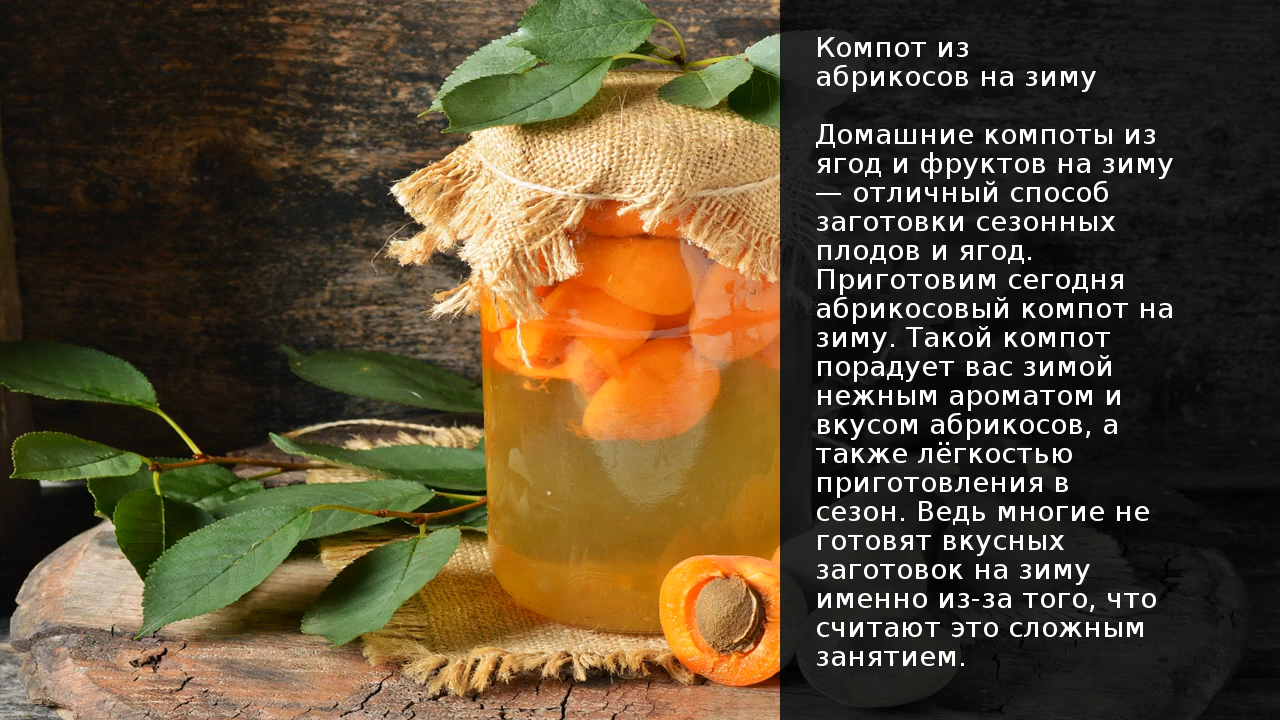 Компот из
абрикосов на зиму
Домашние компоты из
ягод и фруктов на зиму
— отличный способ
заготовки сезонных
плодов и ягод.
Приготовим сегодня
абрикосовый компот на
зиму. Такой компот
порадует вас зимой
нежным ароматом и
вкусом абрикосов, а
также лёгкостью
приготовления в
сезон. Ведь многие не
готовят вкусных
заготовок на зиму
именно из-за того, что
считают это сложным
занятием.